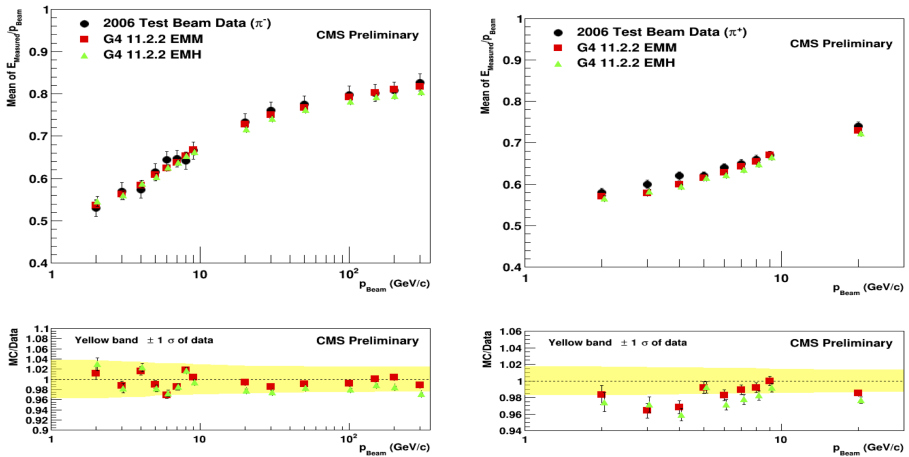 2006 Test Beam Data (π⁻)
G4 11.2.2 EMM
G4 11.2.2 EMH
CMS Preliminary
Mean of E_Measured/p_Beam
1
0.9
0.8
0.7
0.6
0.5
0.4
1
10
10²
p_Beam (GeV/c)
2006 Test Beam Data (π⁺)
G4 11.2.2 EMM
G4 11.2.2 EMH
CMS Preliminary
Mean of E_Measured/p_Beam
1
0.9
0.8
0.7
0.6
0.5
0.4
1
10
p_Beam (GeV/c)
Yellow band ± 1 σ of data
CMS Preliminary
MC/Data
1.1
1.08
1.06
1.04
1.02
1
0.98
0.96
0.94
0.92
0.9
1
10
10²
p_Beam (GeV/c)
Yellow band ± 1 σ of data
CMS Preliminary
MC/Data
1.06
1.04
1.02
1
0.98
0.96
0.94
1
10
p_Beam (GeV/c)